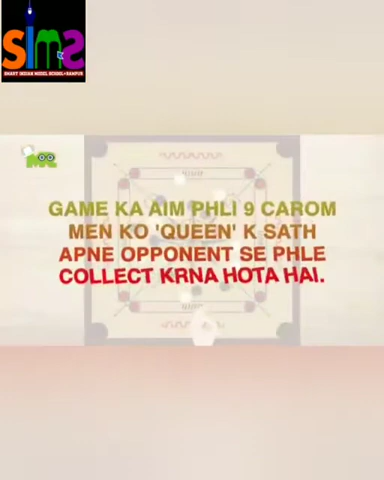 SIMS
SMART INDIAN MODEL SCHOOL-RAMPUR
GAME KA AIM PHLI 9 CAROM
MEN KO 'QUEEN' K SATH
APNE OPPONENT SE PHLE
COLLECT KRNA HOTA HAI.